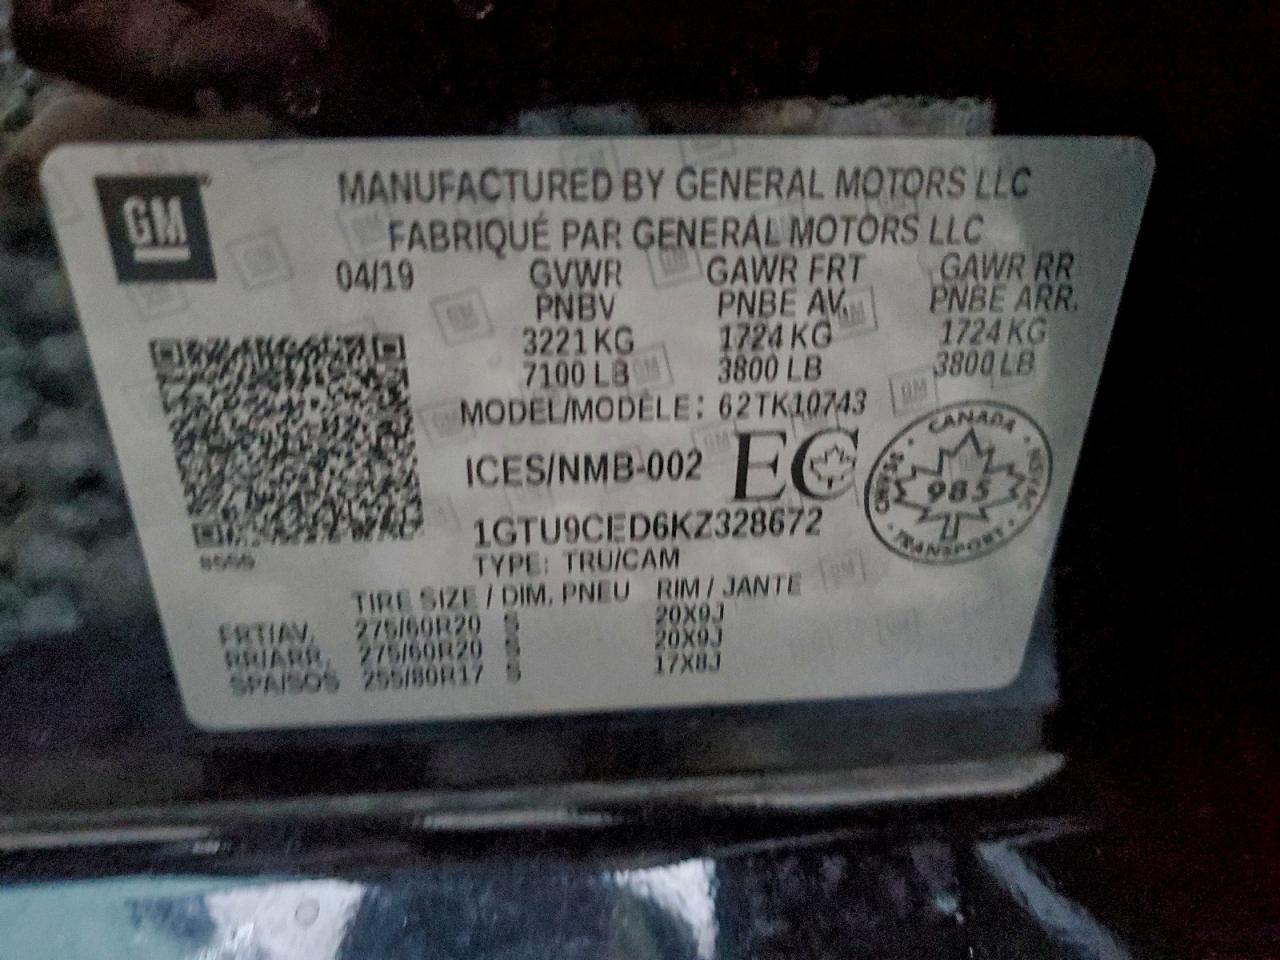 GM
MANUFACTURED BY GENERAL MOTORS LLC
FABRIQUÉ PAR GENERAL MOTORS LLC
04/19 GVWR GAWR FRT GAWR RR
PNBV PNBE AV. PNBE ARR.
3221 KG 1724 KG 1724 KG
7100 LB 3800 LB 3800 LB
MODEL/MODÈLE: 62TK10743
ICES/NMB-002 EC
CANADA
985
TRANSPORT
1GTU9CED6KZ328672
TYPE: TRU/CAM
TIRE SIZE / DIM. PNEU RIM / JANTE
FRT/AV. 275/60R20 S 20X9J
RR/ARR. 275/60R20 S 20X9J
SPA/SOS 255/80R17 S 17X8J